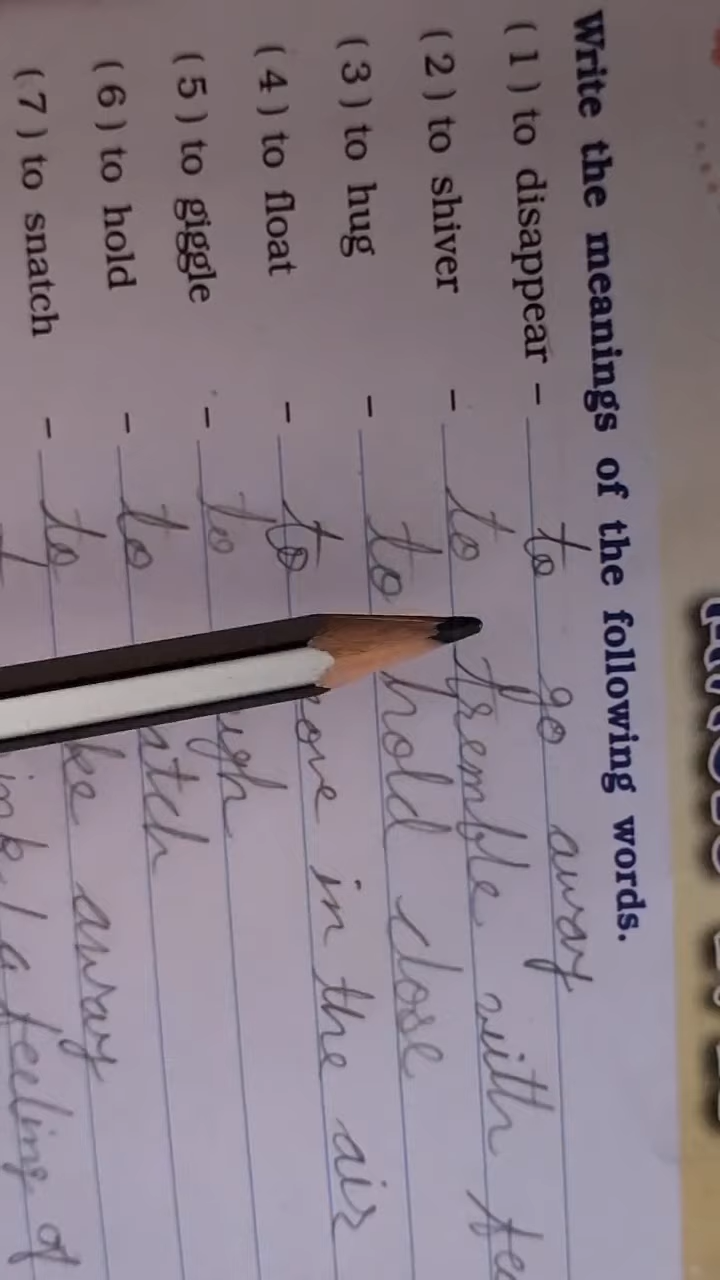 Write the meanings of the following words.
(1) to disappear - to go away
(2) to shiver - to tremble with
(3) to hug - to hold close
(4) to float - to in the air
(5) to giggle - to
(6) to hold - to
(7) to snatch - to away
a feeling of